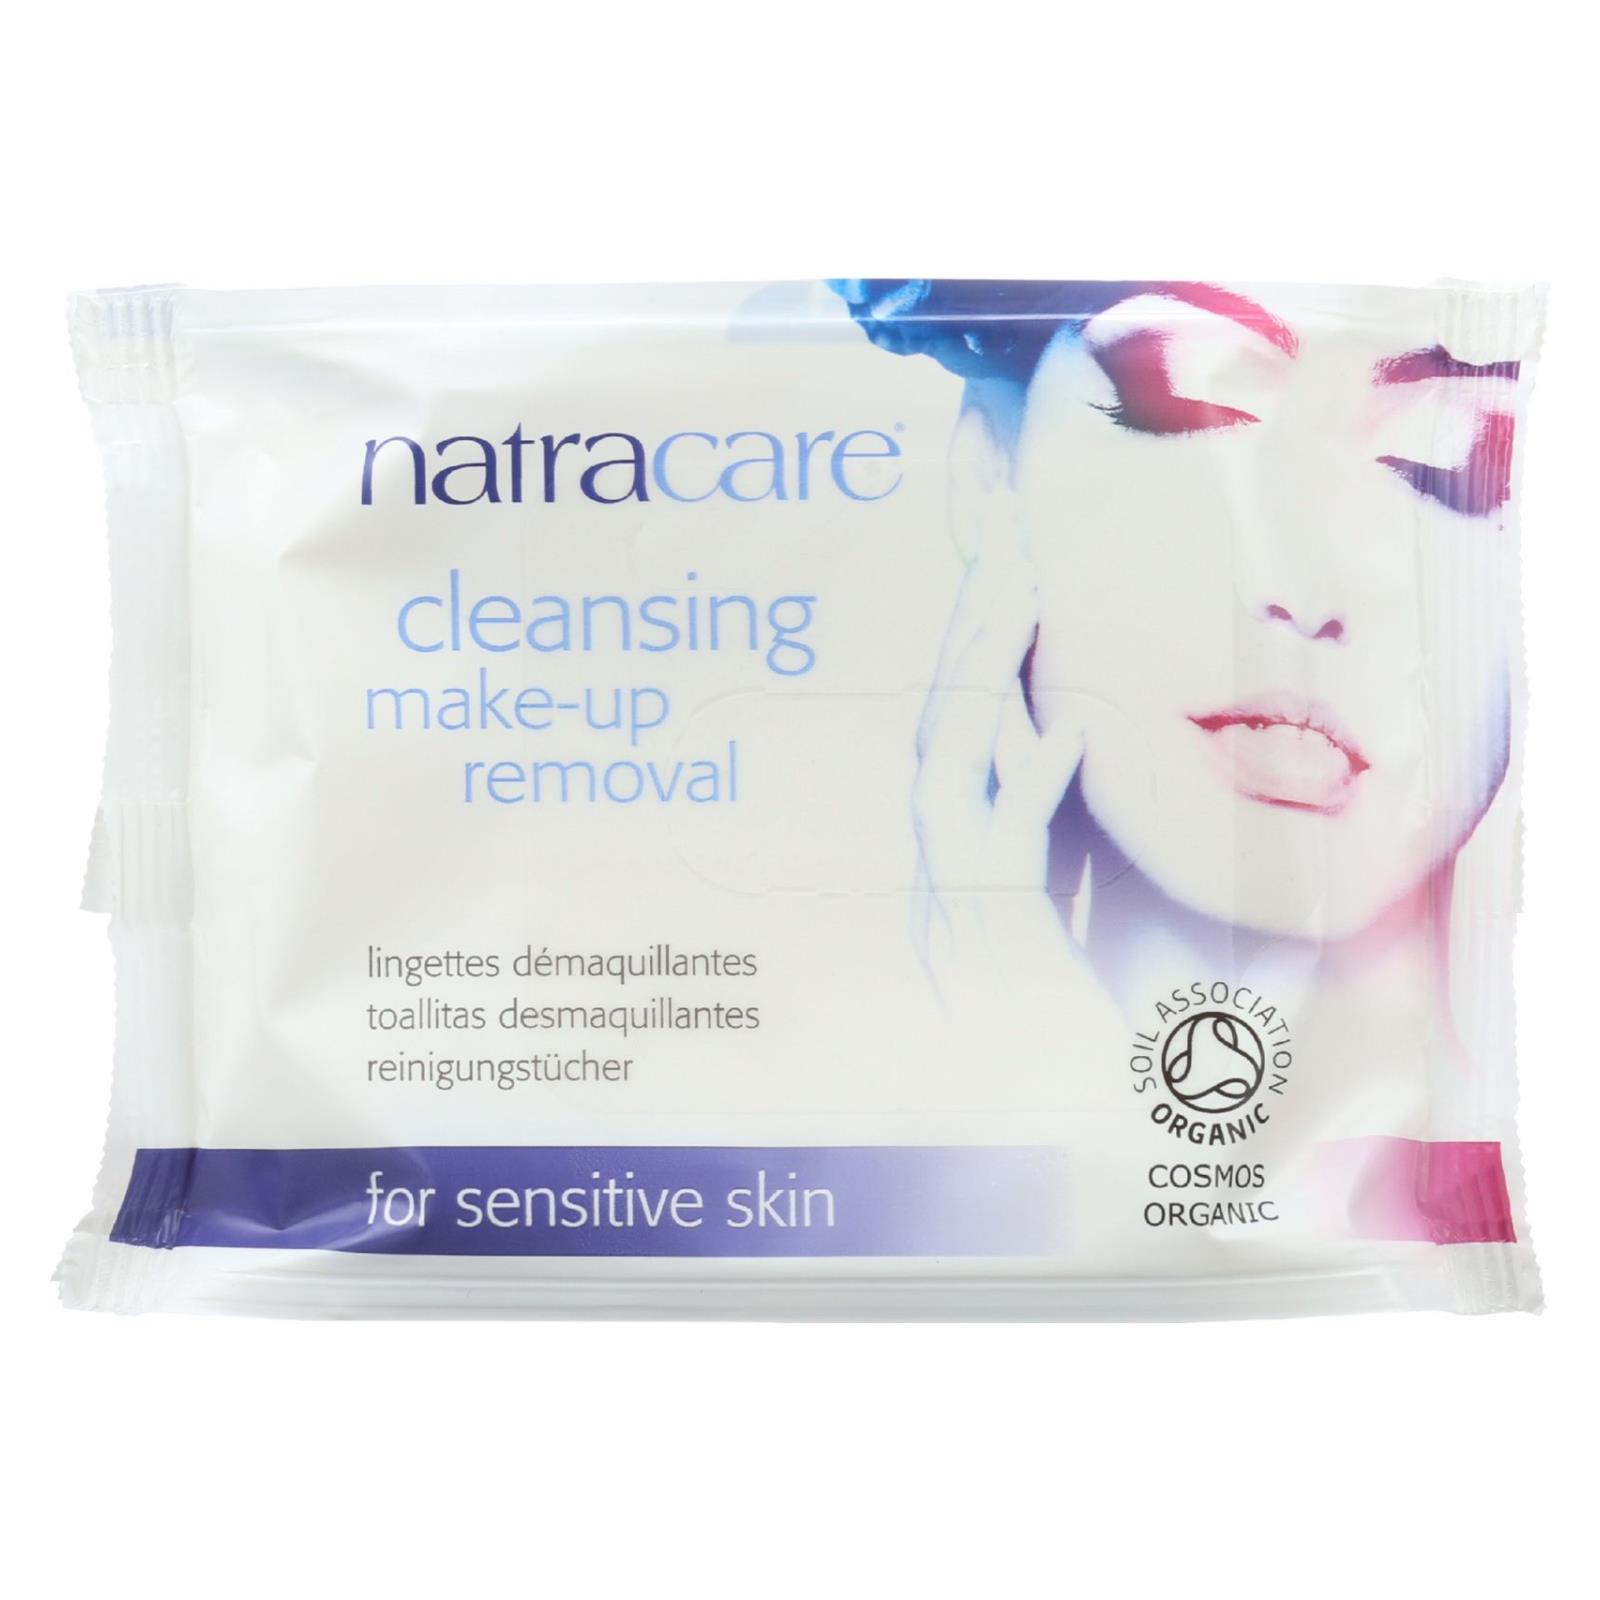 natracare®
cleansing
make-up
removal
lingettes démaquillantes
toallitas desmaquillantes
reinigungstücher
for sensitive skin
SOIL ASSOCIATION
ORGANIC
COSMOS
ORGANIC